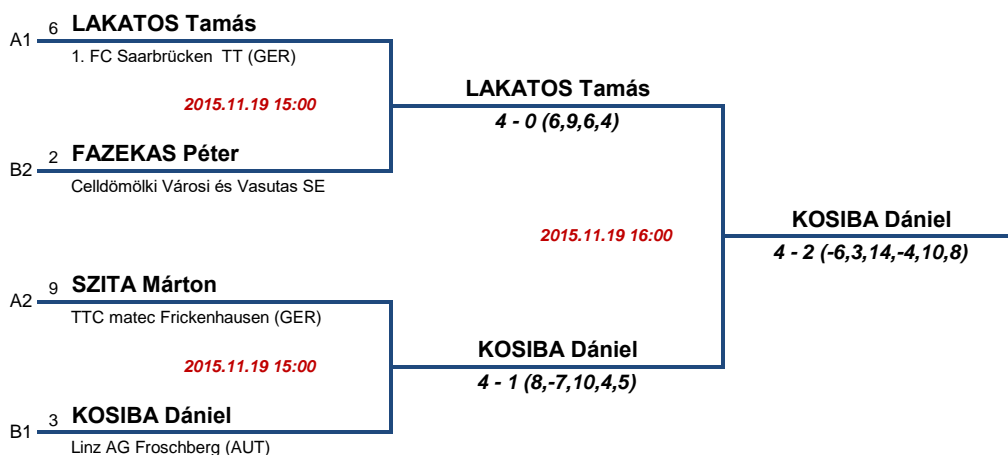 A1 6 LAKATOS Tamás
1. FC Saarbrücken TT (GER)
2015.11.19 15:00
LAKATOS Tamás
4 - 0 (6,9,6,4)
B2 2 FAZEKAS Péter
Celldömölki Városi és Vasutas SE
2015.11.19 16:00
KOSIBA Dániel
4 - 2 (-6,3,14,-4,10,8)
A2 9 SZITA Márton
TTC matec Frickenhausen (GER)
2015.11.19 15:00
KOSIBA Dániel
4 - 1 (8,-7,10,4,5)
B1 3 KOSIBA Dániel
Linz AG Froschberg (AUT)